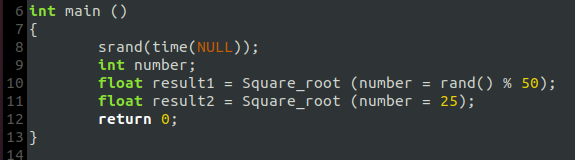 6 int main ()
7 {
8         srand(time(NULL));
9         int number;
10         float result1 = Square_root (number = rand() % 50);
11         float result2 = Square_root (number = 25);
12         return 0;
13 }
14